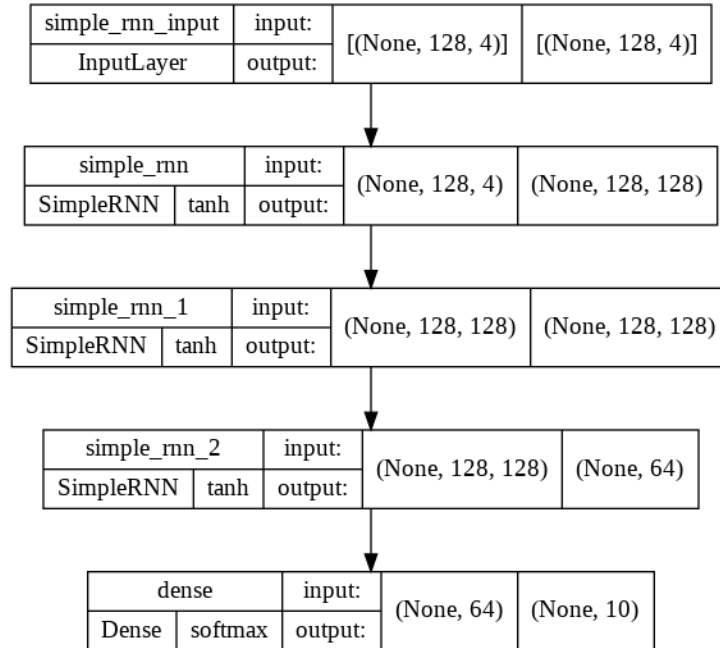 simple_rnn_input input: [(None, 128, 4)] [(None, 128, 4)]
InputLayer output:
simple_rnn input: (None, 128, 4) (None, 128, 128)
SimpleRNN tanh output:
simple_rnn_1 input: (None, 128, 128) (None, 128, 128)
SimpleRNN tanh output:
simple_rnn_2 input: (None, 128, 128) (None, 64)
SimpleRNN tanh output:
dense input: (None, 64) (None, 10)
Dense softmax output: